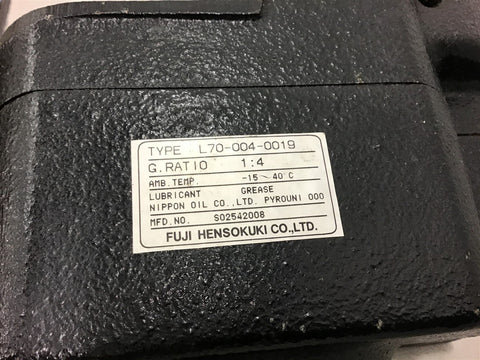 TYPE L70-004-0019
G.RATIO 1:4
AMB.TEMP. -15~40°C
LUBRICANT GREASE
NIPPON OIL CO.,LTD. PYROUNI 000
MFD.NO. S02542008
FUJI HENSOKUKI CO.,LTD.